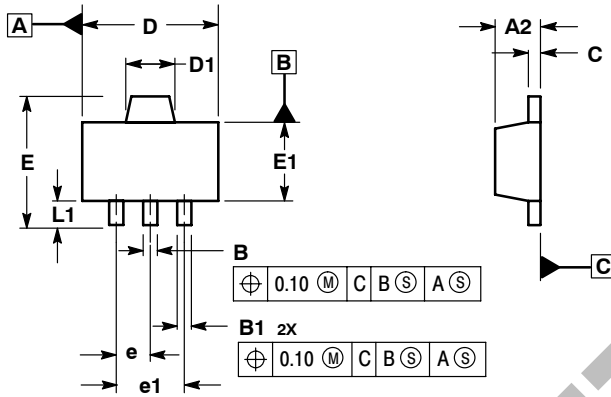 A
D
A2
D1
B
C
E
E1
L1
B
C
⌖ 0.10 Ⓜ C B Ⓢ A Ⓢ
B1 2X
e
⌖ 0.10 Ⓜ C B Ⓢ A Ⓢ
e1